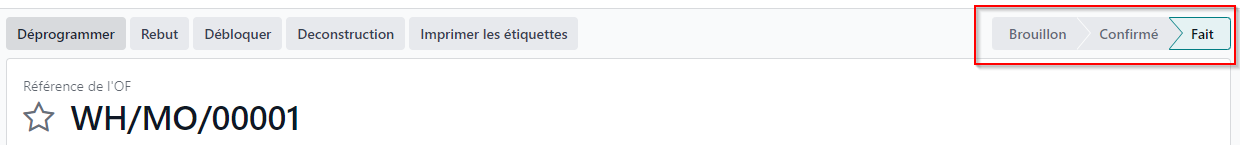 Déprogrammer Rebut Débloquer Deconstruction Imprimer les étiquettes Brouillon Confirmé Fait
Référence de l'OF
WH/MO/00001